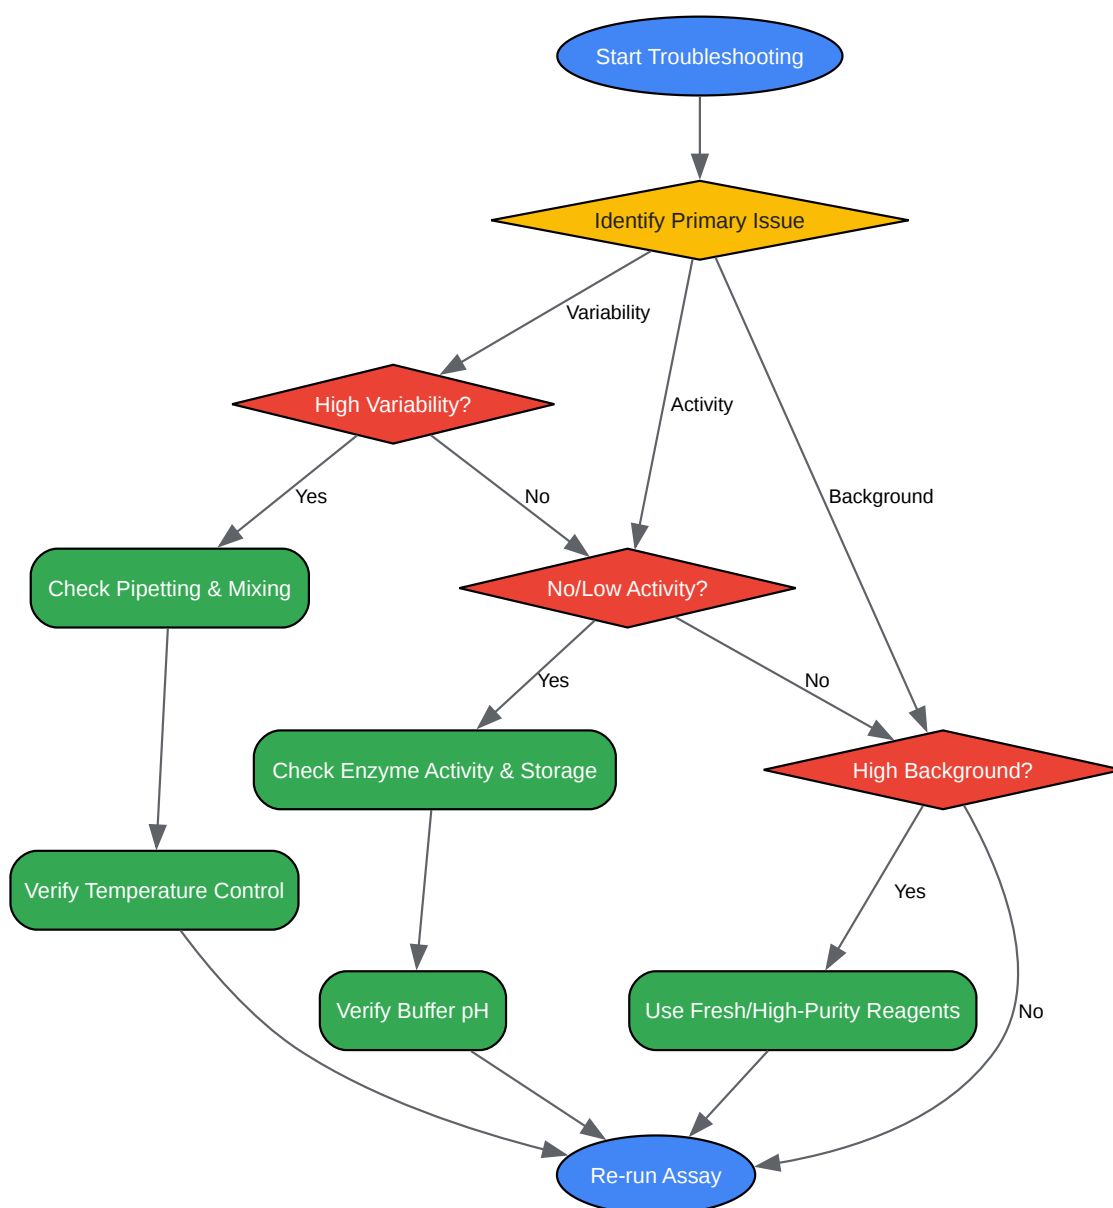 Start Troubleshooting
Identify Primary Issue
Variability
High Variability?
Activity
Yes
No
Background
Check Pipetting & Mixing
No/Low Activity?
Yes
No
Check Enzyme Activity & Storage
High Background?
Verify Temperature Control
Yes
Verify Buffer pH
Use Fresh/High-Purity Reagents
No
Re-run Assay